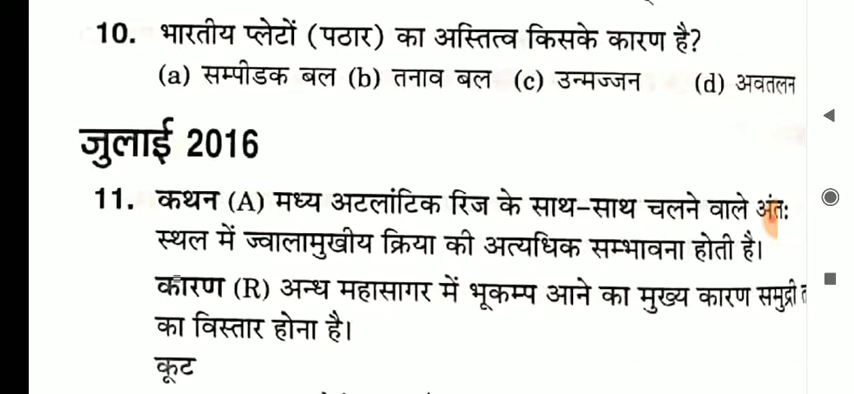 10. भारतीय प्लेटों (पठार) का अस्तित्व किसके कारण है?
(a) सम्पीडक बल (b) तनाव बल (c) उन्मज्जन (d) अवतलन
जुलाई 2016
11. कथन (A) मध्य अटलांटिक रिज के साथ-साथ चलने वाले अंतः
स्थल में ज्वालामुखीय क्रिया की अत्यधिक सम्भावना होती है।
कारण (R) अन्ध महासागर में भूकम्प आने का मुख्य कारण समुद्री
का विस्तार होना है।
कूट